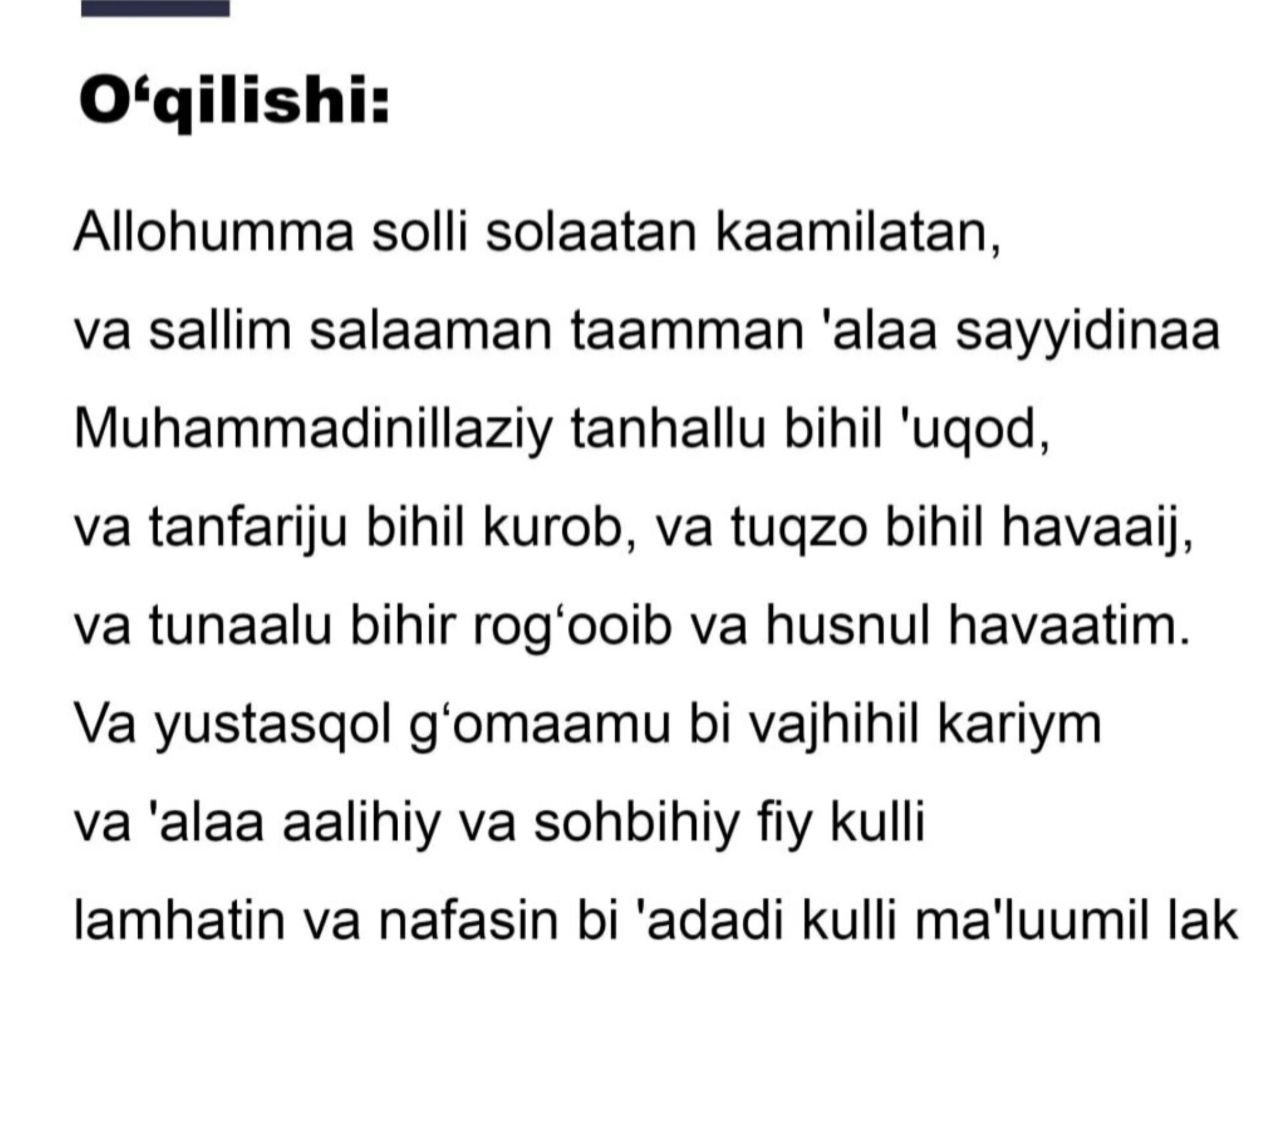 O‘qilishi:
Allohumma solli solaatan kaamilatan,
va sallim salaaman taamman 'alaa sayyidinaa
Muhammadinillaziy tanhallu bihil 'uqod,
va tanfariju bihil kurob, va tuqzo bihil havaaij,
va tunaalu bihir rog‘ooib va husnul havaatim.
Va yustasqol g‘omaamu bi vajhihil kariym
va 'alaa aalihiy va sohbihiy fiy kulli
lamhatin va nafasin bi 'adadi kulli ma'luumil lak